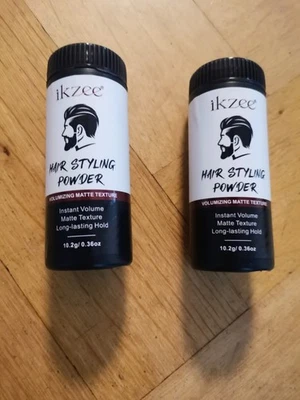 ikzee®
HAIR STYLING
POWDER
VOLUMIZING MATTE TEXTURE
Instant Volume
Matte Texture
Long-lasting Hold
10.2g/ 0.36oz
ikzee®
HAIR STYLING
POWDER
VOLUMIZING MATTE TEXTURE
Instant Volume
Matte Texture
Long-lasting Hold
10.2g/ 0.36oz